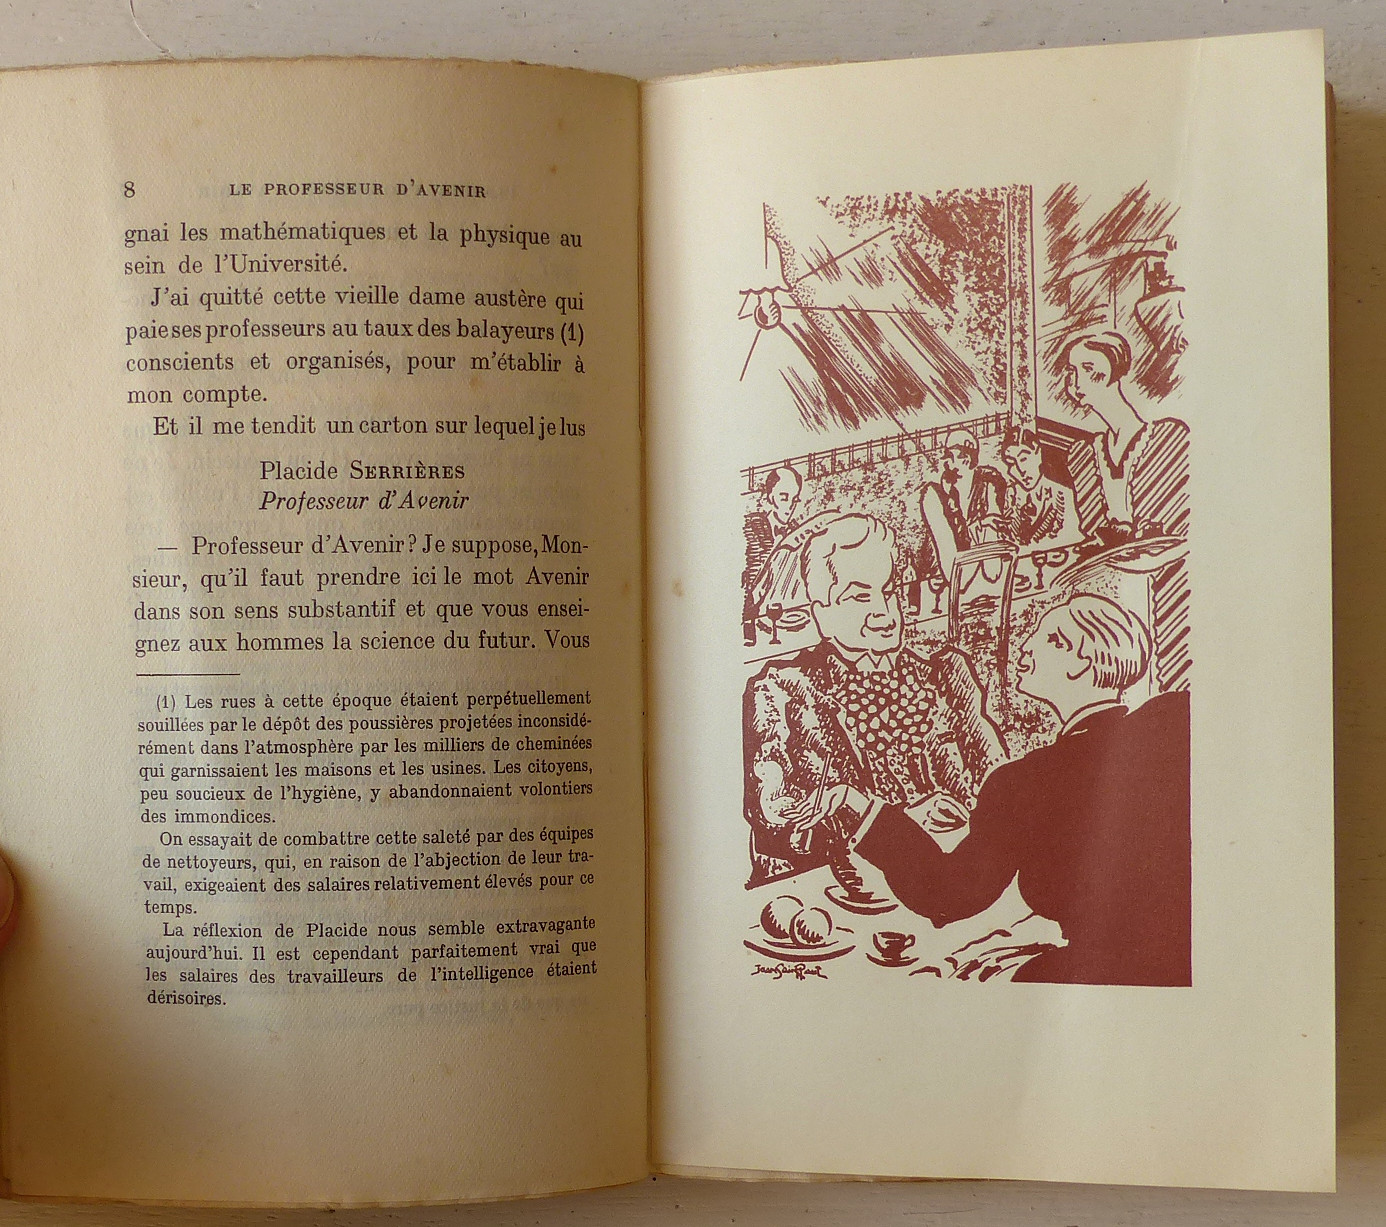 8 LE PROFESSEUR D'AVENIR
gnai les mathématiques et la physique au
sein de l'Université.
J'ai quitté cette vieille dame austère qui
paie ses professeurs au taux des balayeurs (1)
conscients et organisés, pour m'établir à
mon compte.
Et il me tendit un carton sur lequel je lus
Placide SERRIÈRES
Professeur d'Avenir
— Professeur d'Avenir? Je suppose, Mon-
sieur, qu'il faut prendre ici le mot Avenir
dans son sens substantif et que vous ensei-
gnez aux hommes la science du futur. Vous
(1) Les rues à cette époque étaient perpétuellement
souillées par le dépôt des poussières projetées inconsidé-
rément dans l'atmosphère par les milliers de cheminées
qui garnissaient les maisons et les usines. Les citoyens,
peu soucieux de l'hygiène, y abandonnaient volontiers
des immondices.
On essayait de combattre cette saleté par des équipes
de nettoyeurs, qui, en raison de l'abjection de leur tra-
vail, exigeaient des salaires relativement élevés pour ce
temps.
La réflexion de Placide nous semble extravagante
aujourd'hui. Il est cependant parfaitement vrai que
les salaires des travailleurs de l'intelligence étaient
dérisoires.
Jean Saint Paul